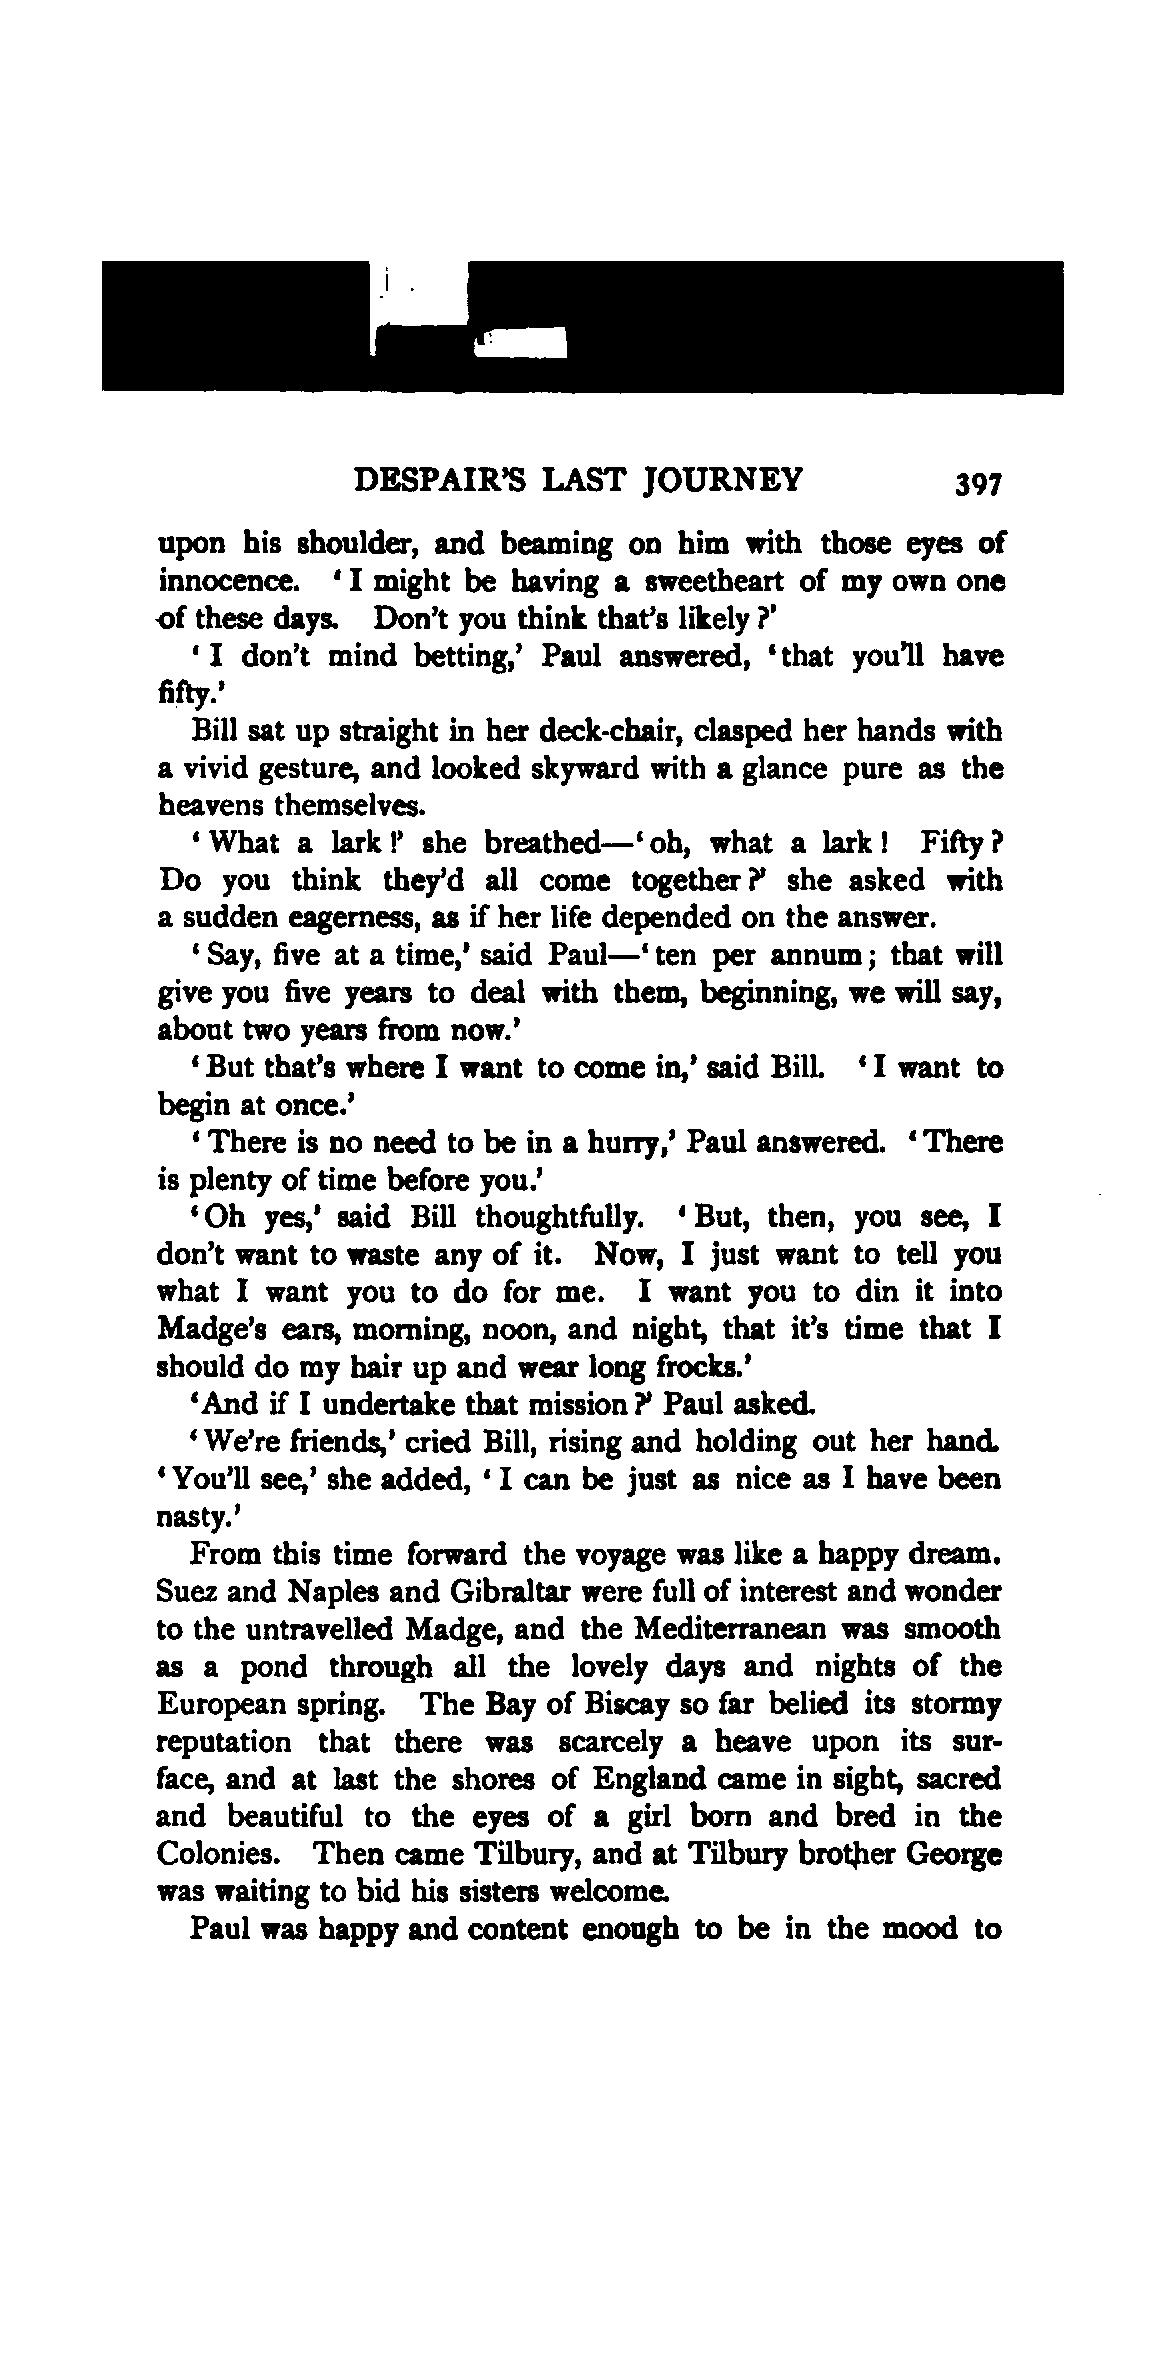 DESPAIR'S LAST JOURNEY 397
upon his shoulder, and beaming on him with those eyes of
innocence. 'I might be having a sweetheart of my own one
of these days. Don't you think that's likely?'
'I don't mind betting,' Paul answered, 'that you'll have
fifty.'
Bill sat up straight in her deck-chair, clasped her hands with
a vivid gesture, and looked skyward with a glance pure as the
heavens themselves.
'What a lark!' she breathed—'oh, what a lark! Fifty?
Do you think they'd all come together?' she asked with
a sudden eagerness, as if her life depended on the answer.
'Say, five at a time,' said Paul—'ten per annum; that will
give you five years to deal with them, beginning, we will say,
about two years from now.'
'But that's where I want to come in,' said Bill. 'I want to
begin at once.'
'There is no need to be in a hurry,' Paul answered. 'There
is plenty of time before you.'
'Oh yes,' said Bill thoughtfully. 'But, then, you see, I
don't want to waste any of it. Now, I just want to tell you
what I want you to do for me. I want you to din it into
Madge's ears, morning, noon, and night, that it's time that I
should do my hair up and wear long frocks.'
'And if I undertake that mission?' Paul asked.
'We're friends,' cried Bill, rising and holding out her hand.
'You'll see,' she added, 'I can be just as nice as I have been
nasty.'
From this time forward the voyage was like a happy dream.
Suez and Naples and Gibraltar were full of interest and wonder
to the untravelled Madge, and the Mediterranean was smooth
as a pond through all the lovely days and nights of the
European spring. The Bay of Biscay so far belied its stormy
reputation that there was scarcely a heave upon its sur-
face, and at last the shores of England came in sight, sacred
and beautiful to the eyes of a girl born and bred in the
Colonies. Then came Tilbury, and at Tilbury brother George
was waiting to bid his sisters welcome.
Paul was happy and content enough to be in the mood to